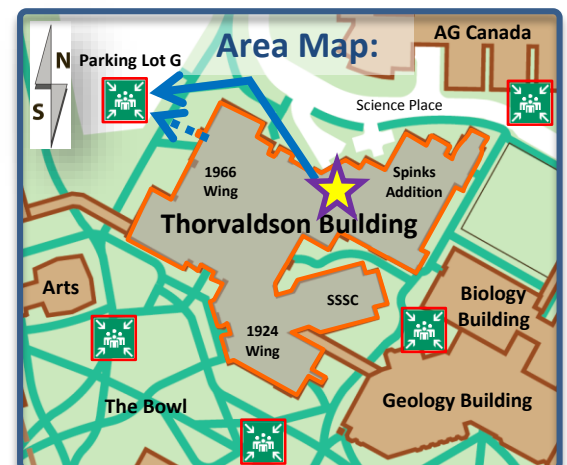 Area Map:
AG Canada
N
S
Parking Lot G
Science Place
1966
Wing
Spinks
Addition
Thorvaldson Building
Arts
SSSC
Biology
Building
1924
Wing
The Bowl
Geology Building